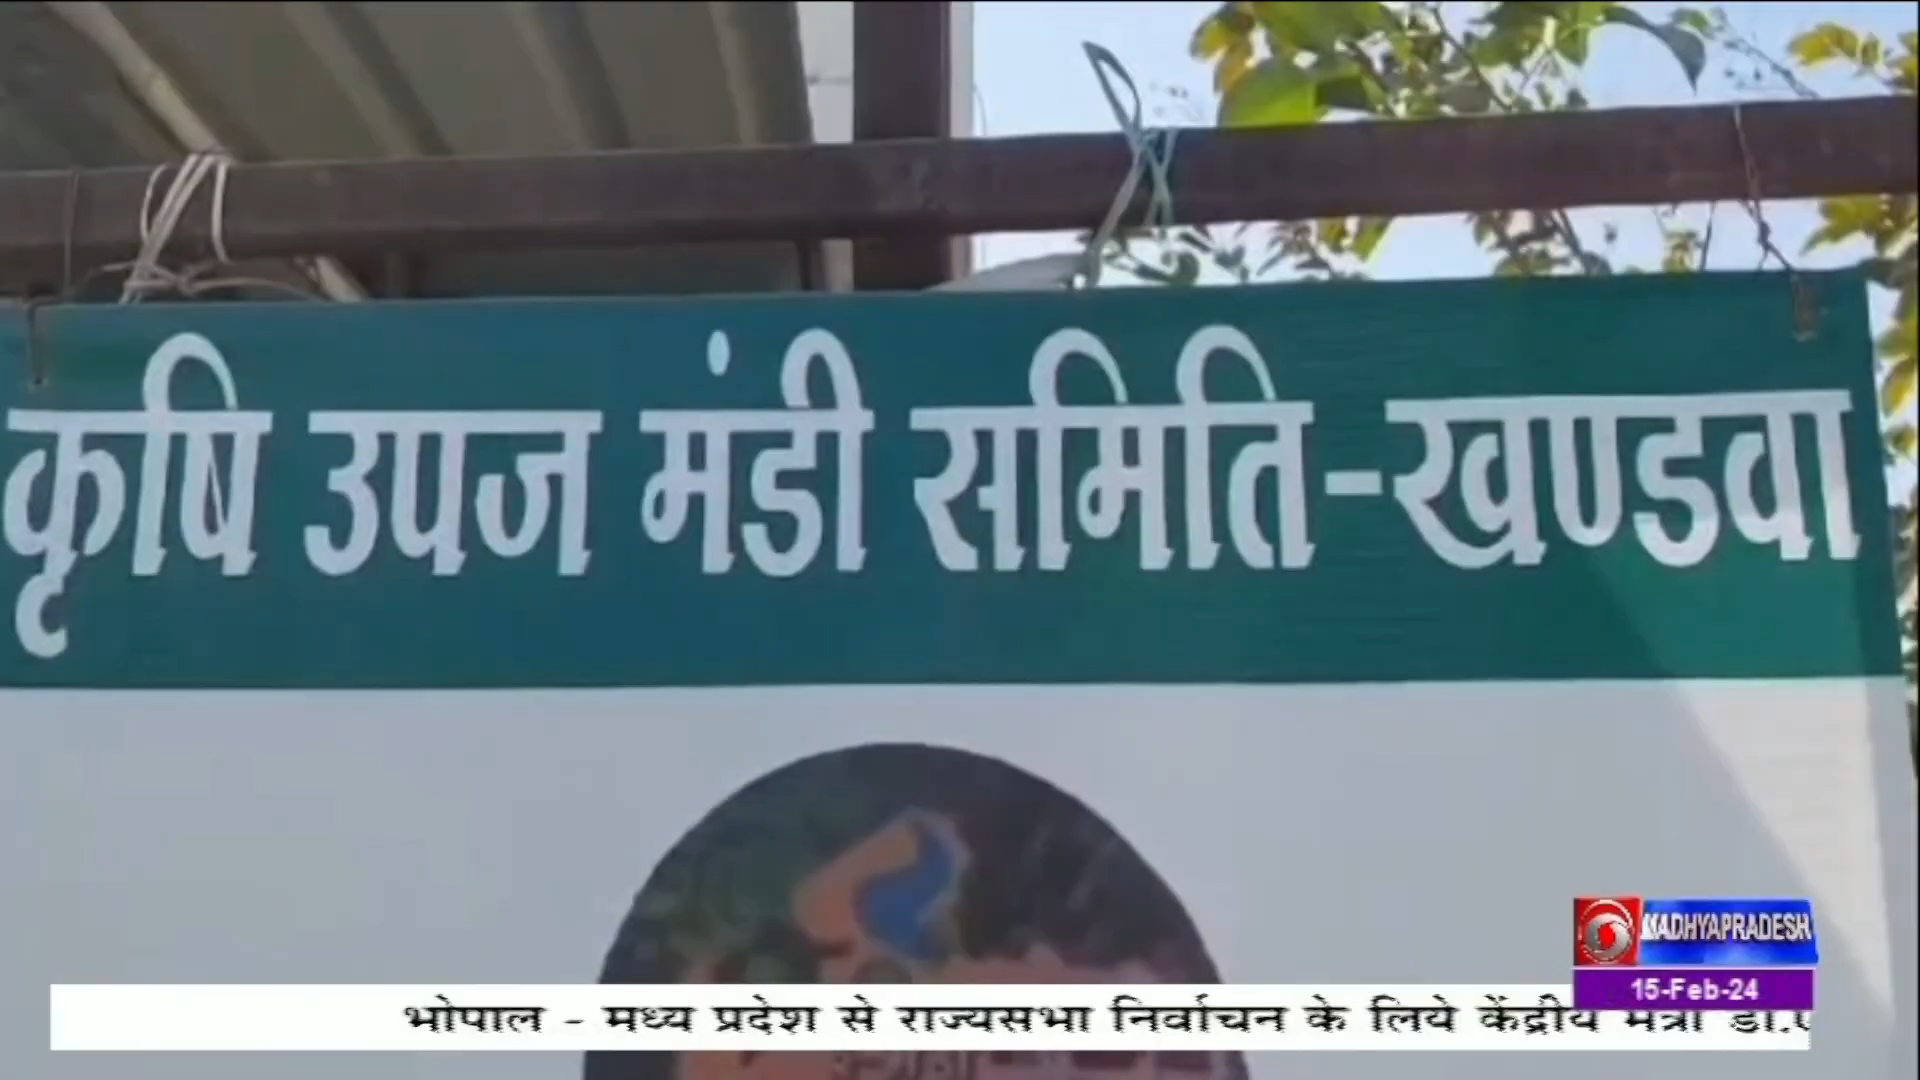 कृषि उपज मंडी समिति-खण्डवा
MADHYAPRADESH
15-Feb-24
भोपाल - मध्य प्रदेश से राज्यसभा निर्वाचन के लिये केंद्रीय मंत्री डॉ.